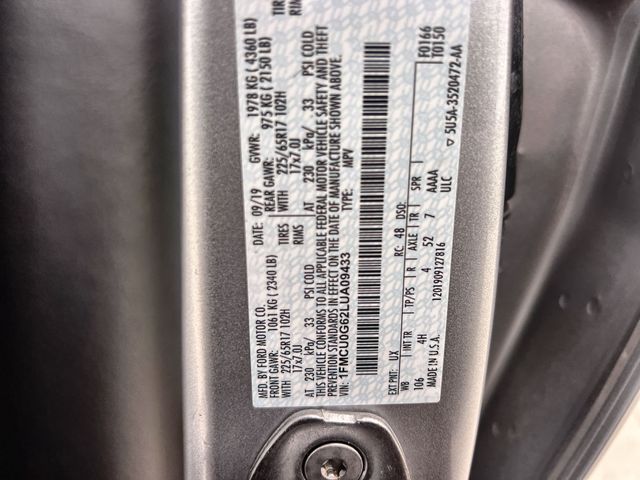 MFD. BY FORD MOTOR CO.
DATE: 09/19 GVWR: 1978 KG ( 4360 LB)
FRONT GAWR: 1061 KG ( 2340 LB) REAR GAWR: 975 KG ( 2150 LB)
WITH 225/65R17 102H TIRES WITH 225/65R17 102H TIRES
17x7.0J RIMS 17x7.0J RIMS
AT 230 kPa/ 33 PSI COLD AT 230 kPa/ 33 PSI COLD
THIS VEHICLE CONFORMS TO ALL APPLICABLE FEDERAL MOTOR VEHICLE SAFETY AND THEFT
PREVENTION STANDARDS IN EFFECT ON THE DATE OF MANUFACTURE SHOWN ABOVE.
VIN: 1FMCU0G62LUA09433 TYPE: MPV
F0166
T0150
EXT PNT: UX RC: 48 DSO:
WB INT TR TP/PS R AXLE TR SPR
106 4H 4 52 7 AAAA
MADE IN U.S.A. ULC
1201909127816
5U5A-3520472-AA